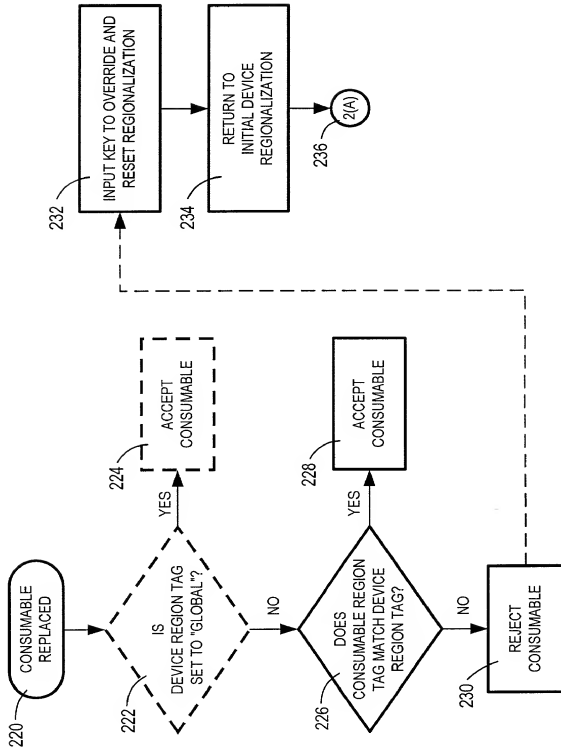 CONSUMABLE
REPLACED
220
IS
DEVICE REGION TAG
SET TO "GLOBAL"?
222
YES
ACCEPT
CONSUMABLE
224
NO
DOES
CONSUMABLE REGION
TAG MATCH DEVICE
REGION TAG?
226
YES
ACCEPT
CONSUMABLE
228
NO
REJECT
CONSUMABLE
230
INPUT KEY TO OVERRIDE AND
RESET REGIONALIZATION
232
RETURN TO
INITIAL DEVICE
REGIONALIZATION
234
2(A)
236